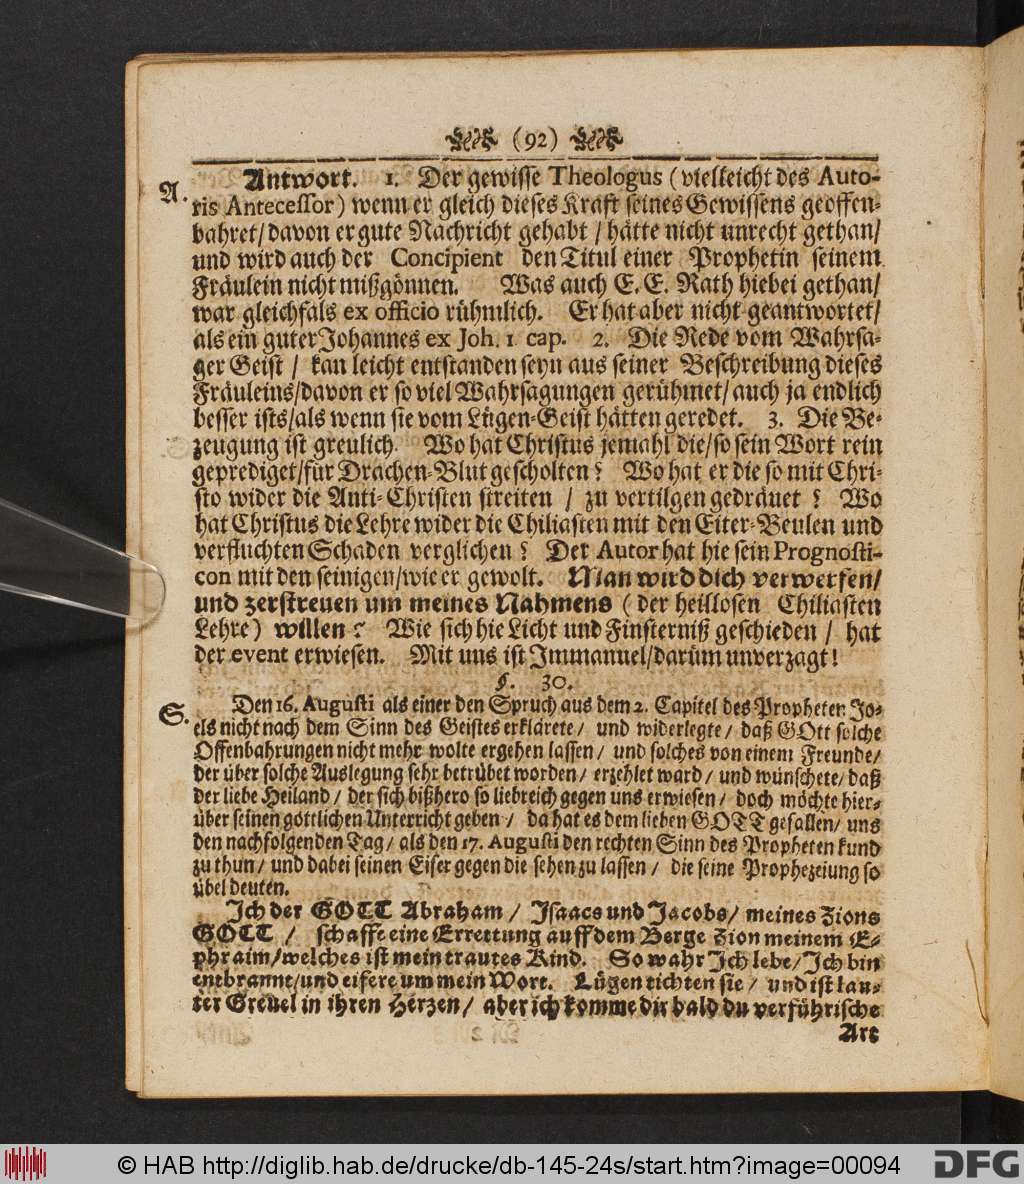 (92)
A.
Antwort. 1. Der gewisse Theologus (vielleicht des Auto-
ris Antecessor) wenn er gleich dieses Kraft seines Gewissens geoffen-
bahret/ davon er gute Nachricht gehabt / hätte nicht unrecht gethan/
und wird auch der Concipient den Titul einer Prophetin seinem
Fräulein nicht mißgönnen. Was auch E. E. Rath hiebei gethan/
war gleichfals ex officio rühmlich. Er hat aber nicht geantwortet/
als ein guter Johannes ex Joh. 1 cap. 2. Die Rede vom Wahrsa-
ger Geist / kan leicht entstanden seyn aus seiner Beschreibung dieses
Fräuleins/davon er so viel Wahrsagungen gerühmet/ auch ja endlich
besser ists/als wenn sie vom Lügen-Geist hätten geredet. 3. Die Be-
zeugung ist greulich. Wo hat Christus jemahl die/so sein Wort rein
geprediget/für Drachen-Blut gescholten? Wo hat er die so mit Chri-
sto wider die Anti-Christen streiten / zu vertilgen gedräuet? Wo
hat Christus die Lehre wider die Chiliasten mit den Eiter-Beulen und
verfluchten Schaden verglichen? Der Autor hat hie sein Prognosti-
con mit den seinigen/wie er gewolt. Man wird dich verwerfen/
und zerstreuen um meines Nahmens (der heillosen Chiliasten
Lehre) willen? Wie sich hie Licht und Finsterniß geschieden / hat
der event erwiesen. Mit uns ist Immanuel/darüm unverzagt!
§. 30.
S.
Den 16. Augusti als einer den Spruch aus dem 2. Capitel des Propheten Jo-
els nicht nach dem Sinn des Geistes erklärete/ und widerlegte/ daß GOtt solche
Offenbahrungen nicht mehr wolte ergehen lassen/ und solches von einem Freunde/
der über solche Auslegung sehr betrübet worden/ erzehlet ward/ und wünschete/ daß
der liebe Heiland/ der sich bißhero so liebreich gegen uns erwiesen/ doch möchte hier-
über seinen göttlichen Unterricht geben/ da hat es dem lieben GOTT gefallen/ uns
den nachfolgenden Tag/ als den 17. Augusti den rechten Sinn des Propheten kund
zu thun/ und dabei seinen Eifer gegen die sehen zu lassen/ die seine Prophezeiung so
übel deuten.
Ich der GOTT Abraham/ Isaacs und Jacobs/ meines Zions
GOTT / schaffe eine Errettung auff dem Berge Zion meinem E-
phraim/welches ist mein trautes Kind. So wahr Ich lebe/Ich bin
entbrannt/und eifere um mein Wort. Lügen tichten sie/ und ist lau-
ter Greuel in ihren Herzen/ aber ich komme dir bald du verführische
Art
© HAB http://diglib.hab.de/drucke/db-145-24s/start.htm?image=00094
DFG